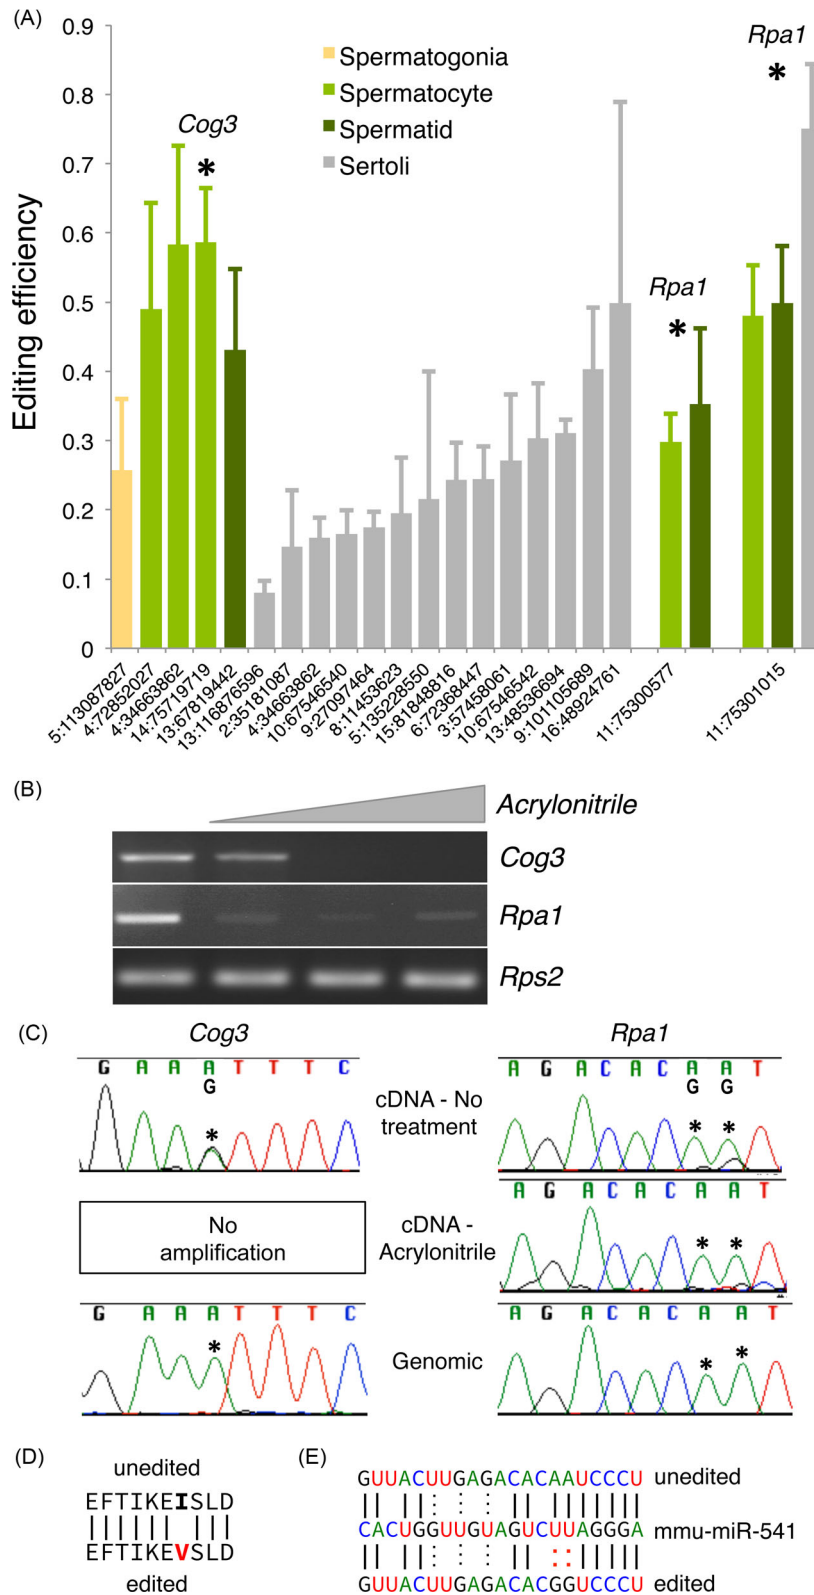 (A)
0.9
0.8
0.7
0.6
0.5
0.4
0.3
0.2
0.1
0
Editing efficiency
Spermatogonia
Spermatocyte
Spermatid
Sertoli
Cog3
*
Rpa1
*
Rpa1
*
5:113087827
4:72852027
4:34663862
14:75719719
13:67819442
13:116876596
2:35181087
4:34663862
10:67546540
9:27097464
8:11453623
5:135228550
15:81848816
6:72368447
3:57458061
10:67546542
13:48536694
9:101105689
16:48924761
11:75300577
11:75301015
(B)
Acrylonitrile
Cog3
Rpa1
Rps2
(C)
Cog3
Rpa1
G A A A T T T C
G
*
cDNA - No
treatment
A G A C A C A A T
G G
* *
No
amplification
cDNA -
Acrylonitrile
A G A C A C A A T
* *
G A A A T T T C
*
Genomic
A G A C A C A A T
* *
(D)
unedited
EFTIKEISLD
EFTIKEVSLD
edited
(E)
GUUACUUGAGACACAAUCCCU unedited
CACUGGUUGUAGUCUUAGGGA mmu-miR-541
GUUACUUGAGACACGGUCCCU edited